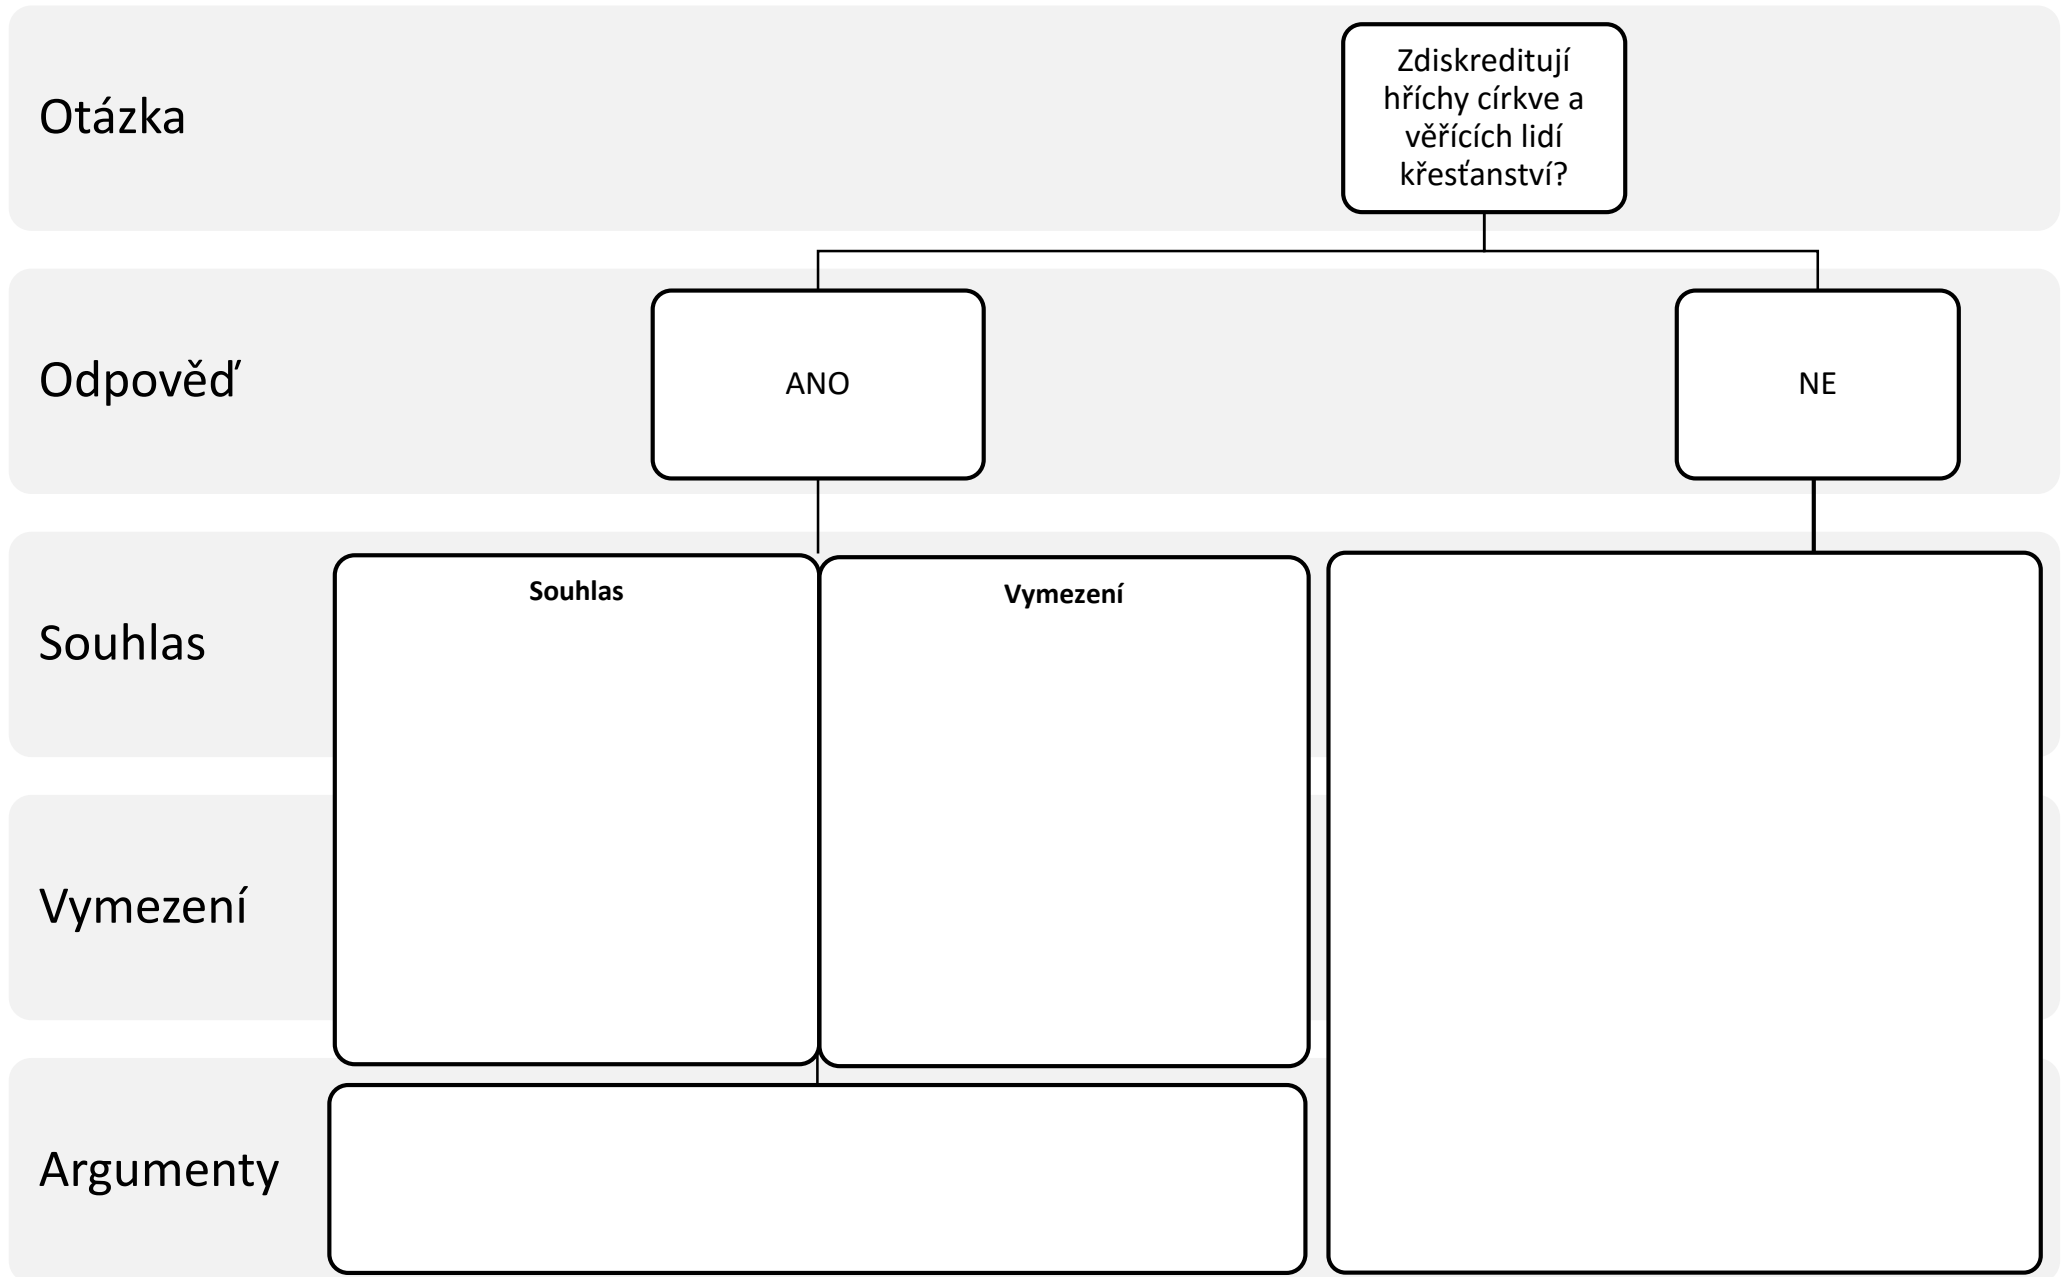 Otázka
Zdiskreditují
hříchy církve a
věřících lidí
křesťanství?
Odpověď
ANO
NE
Souhlas
Souhlas
Vymezení
Vymezení
Argumenty